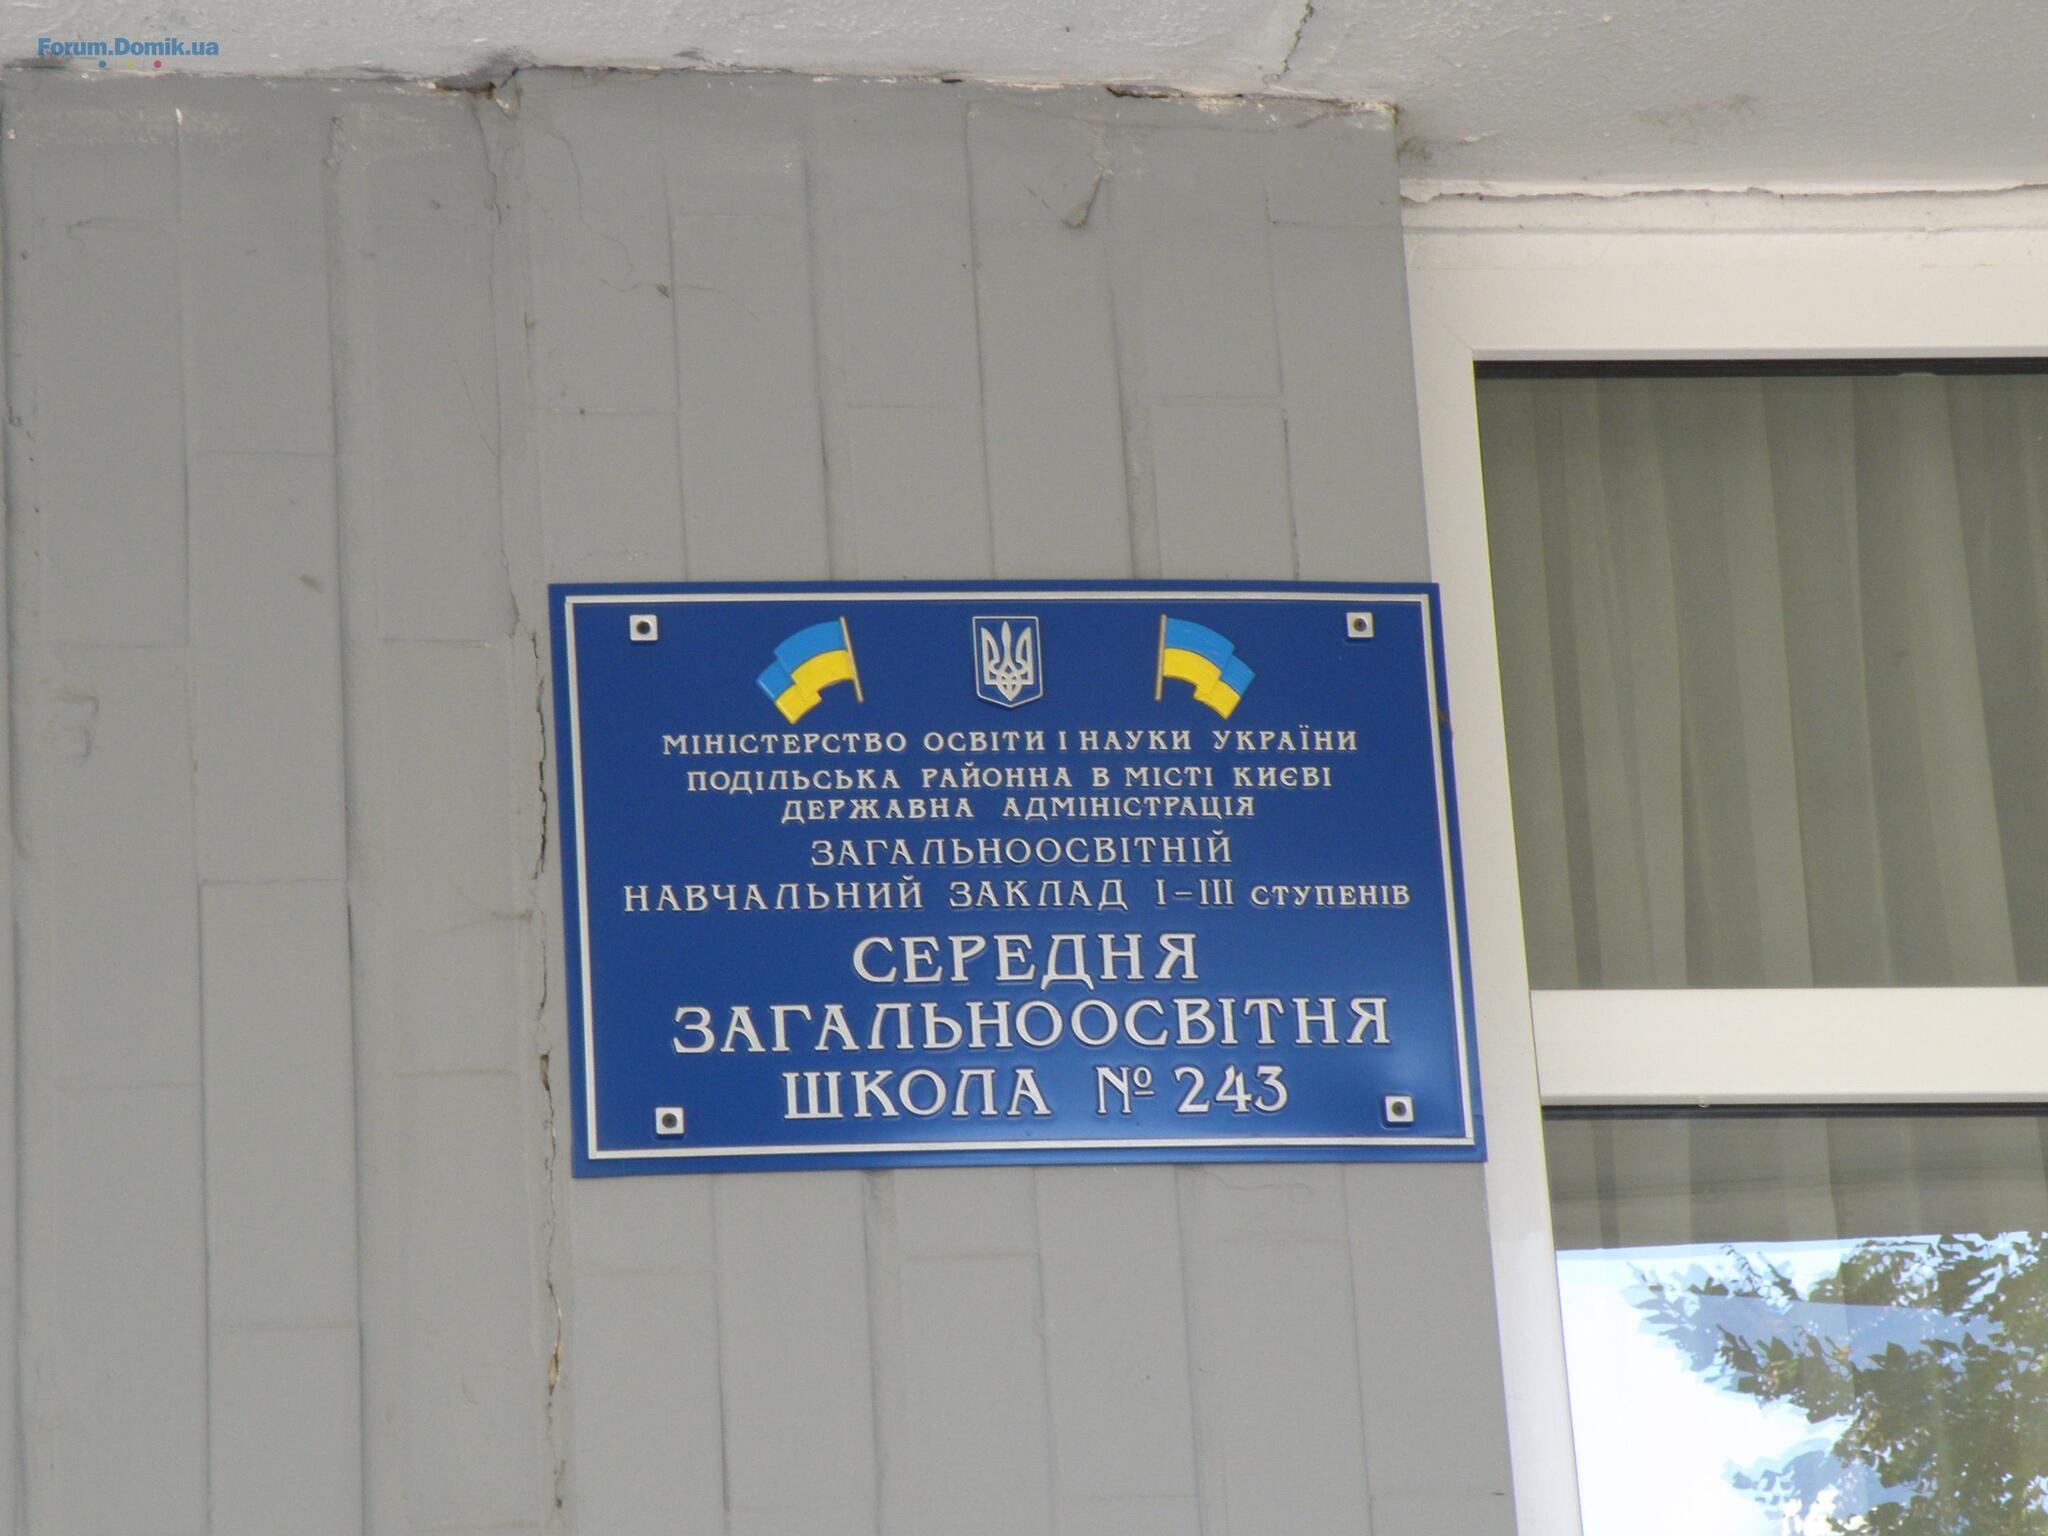 Forum.Domik.ua
МІНІСТЕРСТВО ОСВІТИ І НАУКИ УКРАЇНИ
ПОДІЛЬСЬКА РАЙОННА В МІСТІ КИЄВІ
ДЕРЖАВНА АДМІНІСТРАЦІЯ
ЗАГАЛЬНООСВІТНІЙ
НАВЧАЛЬНИЙ ЗАКЛАД І–ІІІ СТУПЕНІВ
СЕРЕДНЯ
ЗАГАЛЬНООСВІТНЯ
ШКОЛА № 243